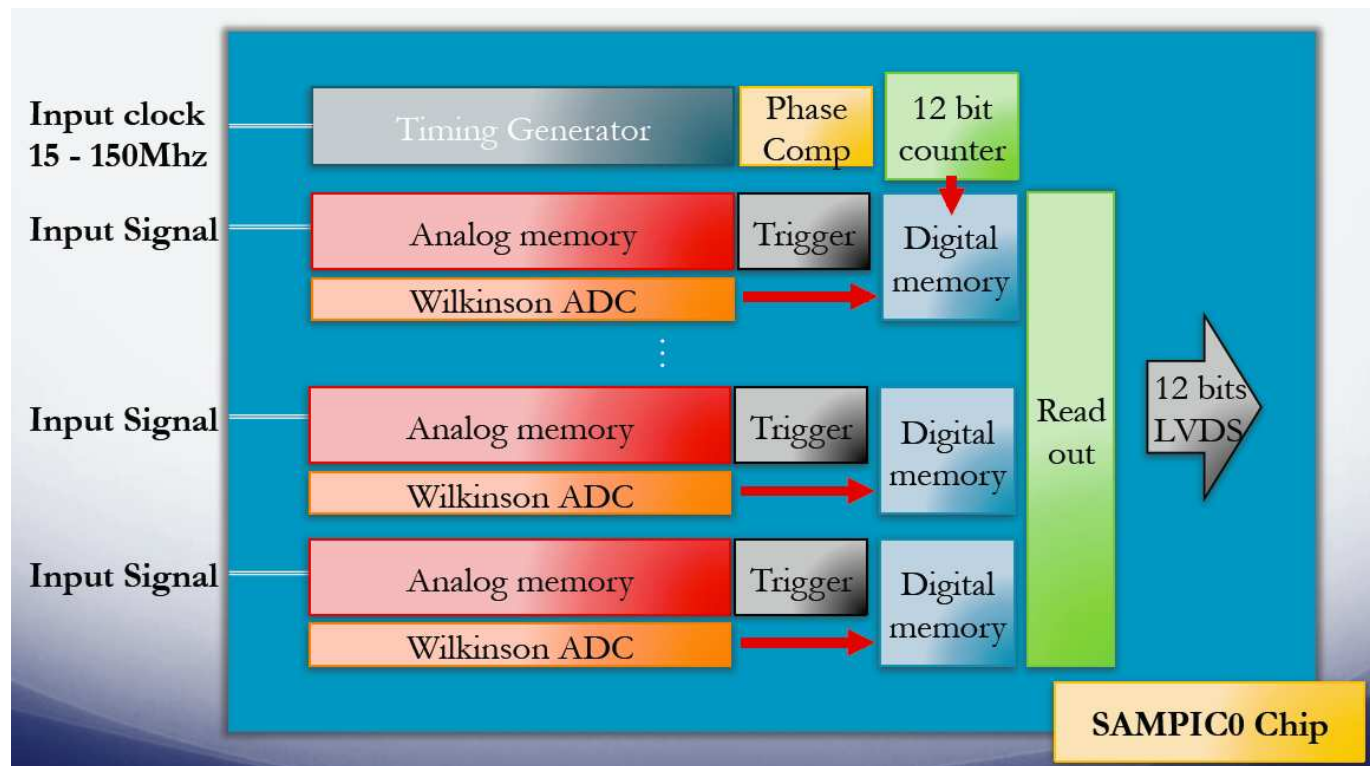 Input clock
15 - 150Mhz
Timing Generator
Phase
Comp
12 bit
counter
Input Signal
Analog memory
Trigger
Digital
memory
Wilkinson ADC
Input Signal
Analog memory
Trigger
Digital
memory
Wilkinson ADC
Read
out
12 bits
LVDS
Input Signal
Analog memory
Trigger
Digital
memory
Wilkinson ADC
SAMPIC0 Chip